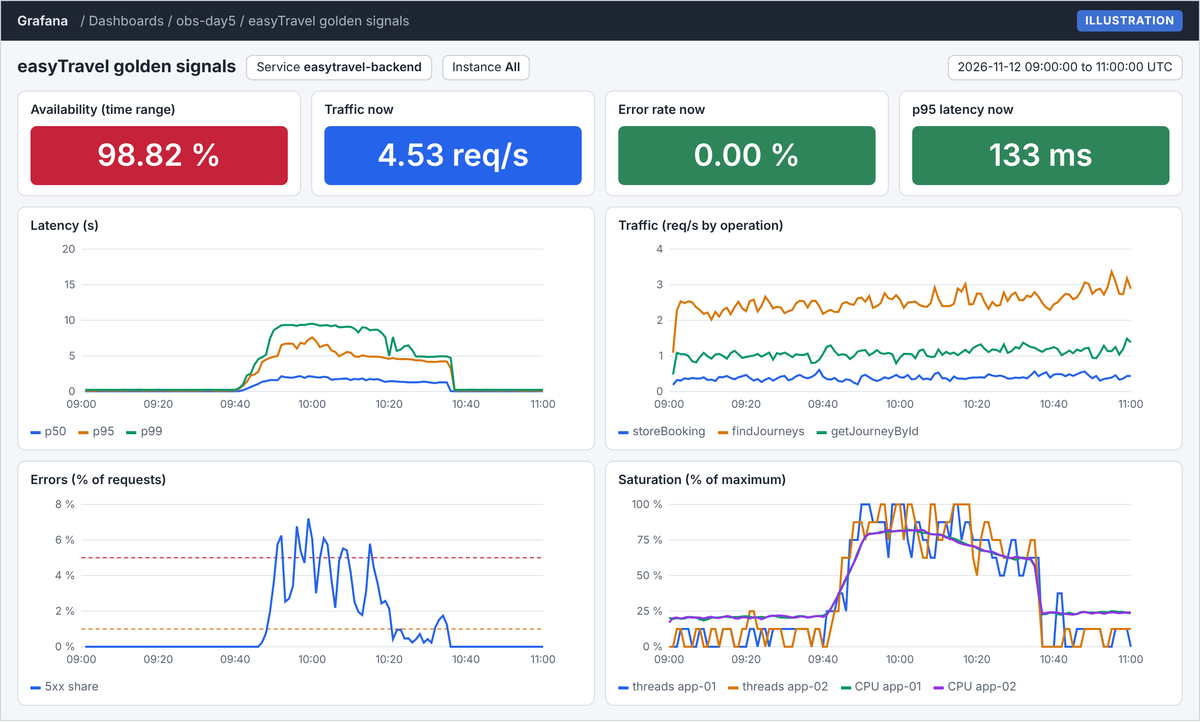 Grafana / Dashboards / obs-day5 / easyTravel golden signals ILLUSTRATION
easyTravel golden signals Service easytravel-backend Instance All 2026-11-12 09:00:00 to 11:00:00 UTC
Availability (time range)
98.82 %
Traffic now
4.53 req/s
Error rate now
0.00 %
p95 latency now
133 ms
Latency (s)
20
15
10
5
0
09:00 09:20 09:40 10:00 10:20 10:40 11:00
p50 p95 p99
Traffic (req/s by operation)
4
3
2
1
0
09:00 09:20 09:40 10:00 10:20 10:40 11:00
storeBooking findJourneys getJourneyById
Errors (% of requests)
8 %
6 %
4 %
2 %
0 %
09:00 09:20 09:40 10:00 10:20 10:40 11:00
5xx share
Saturation (% of maximum)
100 %
75 %
50 %
25 %
0 %
09:00 09:20 09:40 10:00 10:20 10:40 11:00
threads app-01 threads app-02 CPU app-01 CPU app-02